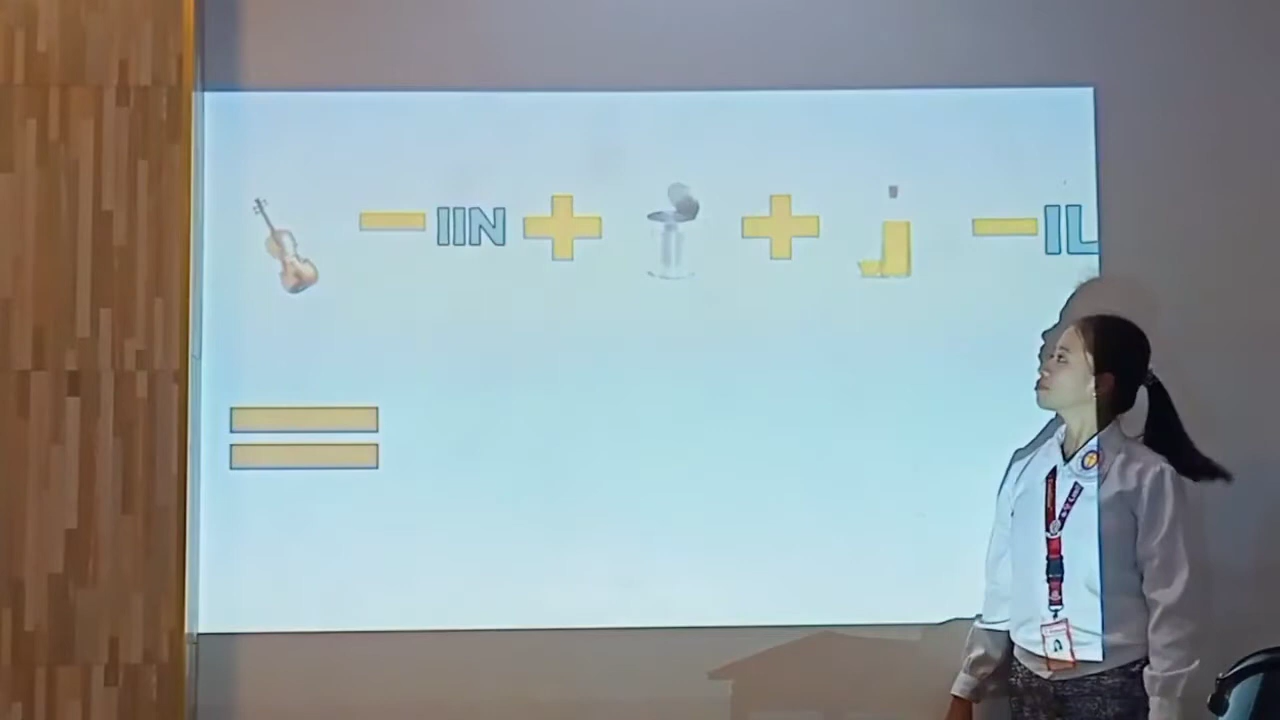 – IIN + + j – IL
=